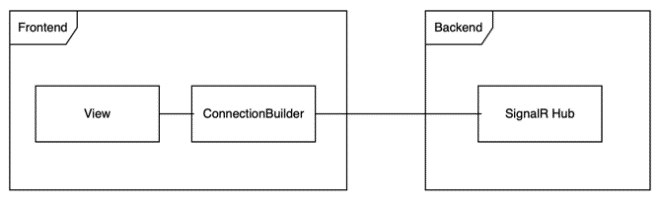 Frontend
Backend
View
ConnectionBuilder
SignalR Hub